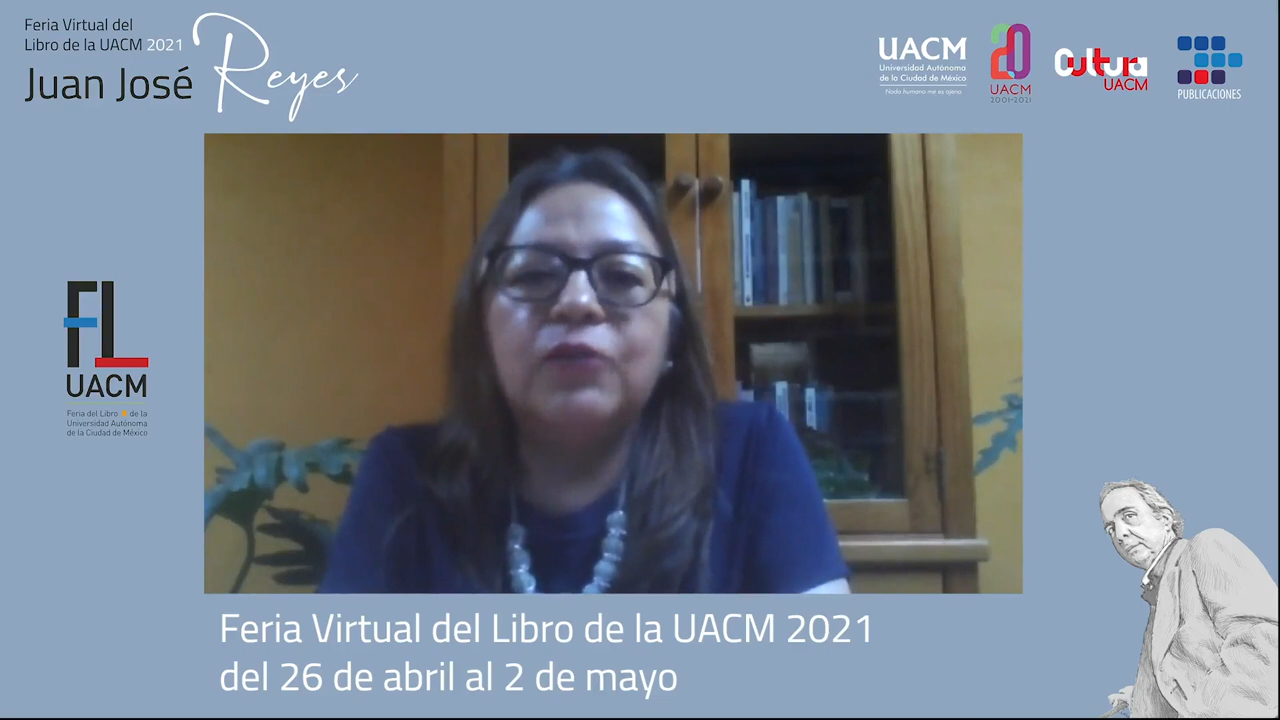 Feria Virtual del
Libro de la UACM 2021
Juan José Reyes
UACM
Universidad Autónoma
de la Ciudad de México
Nada humano me es ajeno
20
UACM
2001-2021
Cultura
UACM
PUBLICACIONES
FL
UACM
Feria del Libro de la
Universidad Autónoma
de la Ciudad de México
Feria Virtual del Libro de la UACM 2021
del 26 de abril al 2 de mayo